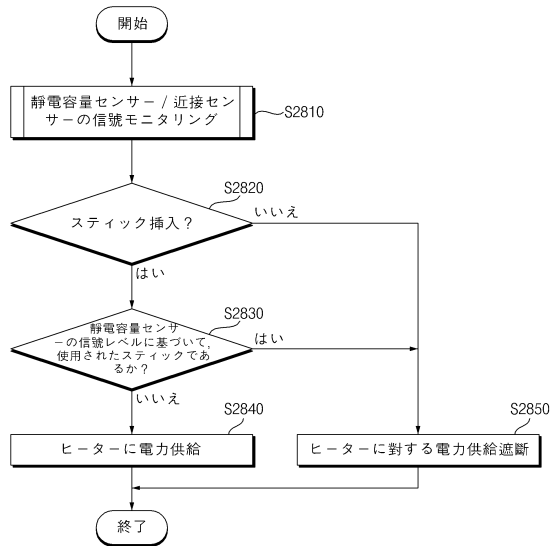 開始
靜電容量センサー / 近接セン
サーの信號モニタリング
S2810
S2820
スティック挿入？
いいえ
はい
S2830
靜電容量センサ
ーの信號レベルに基づいて,
使用されたスティックであ
るか？
はい
いいえ
S2840
ヒーターに電力供給
S2850
ヒーターに對する電力供給遮斷
終了